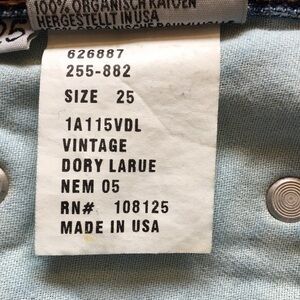 100% ORGANISCH KATOEN
HERGESTELLT IN USA
25
626887
255-882
SIZE 25
1A115VDL
VINTAGE
DORY LARUE
NEM 05
RN# 108125
MADE IN USA